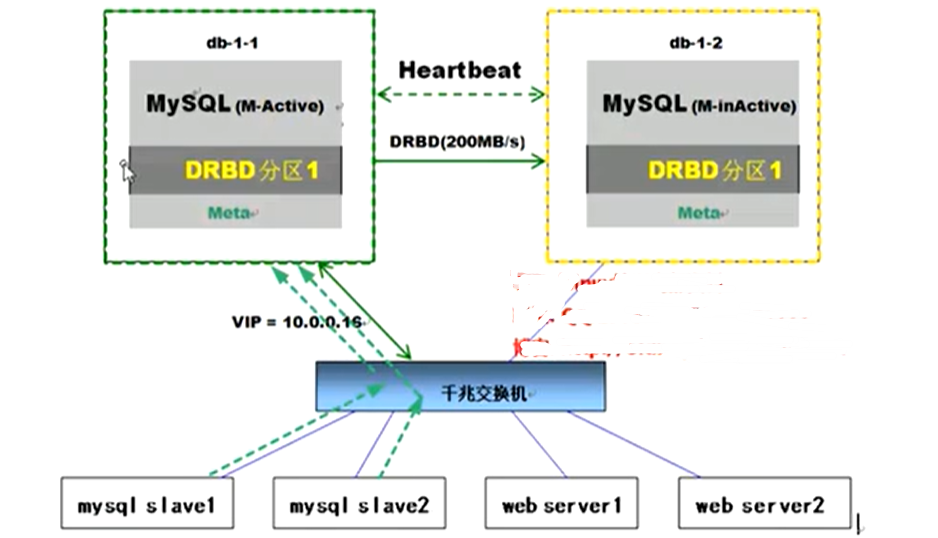 db-1-1
db-1-2
Heartbeat
MySQL (M-Active)
MySQL (M-inActive)
DRBD(200MB/s)
DRBD分区1
DRBD分区1
Meta
Meta
VIP = 10.0.0.16
千兆交换机
mysql slave1
mysql slave2
web server1
web server2